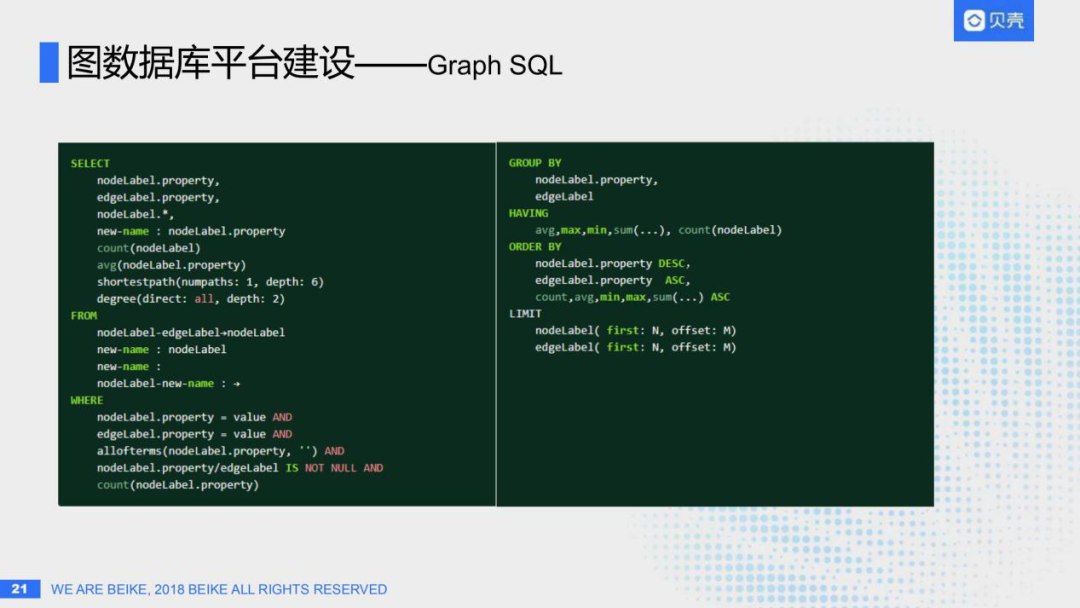 贝壳
图数据库平台建设——Graph SQL
SELECT
nodeLabel.property,
edgeLabel.property,
nodeLabel.*,
new-name : nodeLabel.property
count(nodeLabel)
avg(nodeLabel.property)
shortestpath(numpaths: 1, depth: 6)
degree(direct: all, depth: 2)
FROM
nodeLabel-edgeLabel→nodeLabel
new-name : nodeLabel
new-name :
nodeLabel-new-name : →
WHERE
nodeLabel.property = value AND
edgeLabel.property = value AND
allofterms(nodeLabel.property, '') AND
nodeLabel.property/edgeLabel IS NOT NULL AND
count(nodeLabel.property)
GROUP BY
nodeLabel.property,
edgeLabel
HAVING
avg,max,min,sum(...), count(nodeLabel)
ORDER BY
nodeLabel.property DESC,
edgeLabel.property ASC,
count,avg,min,max,sum(...) ASC
LIMIT
nodeLabel( first: N, offset: M)
edgeLabel( first: N, offset: M)
21 WE ARE BEIKE, 2018 BEIKE ALL RIGHTS RESERVED